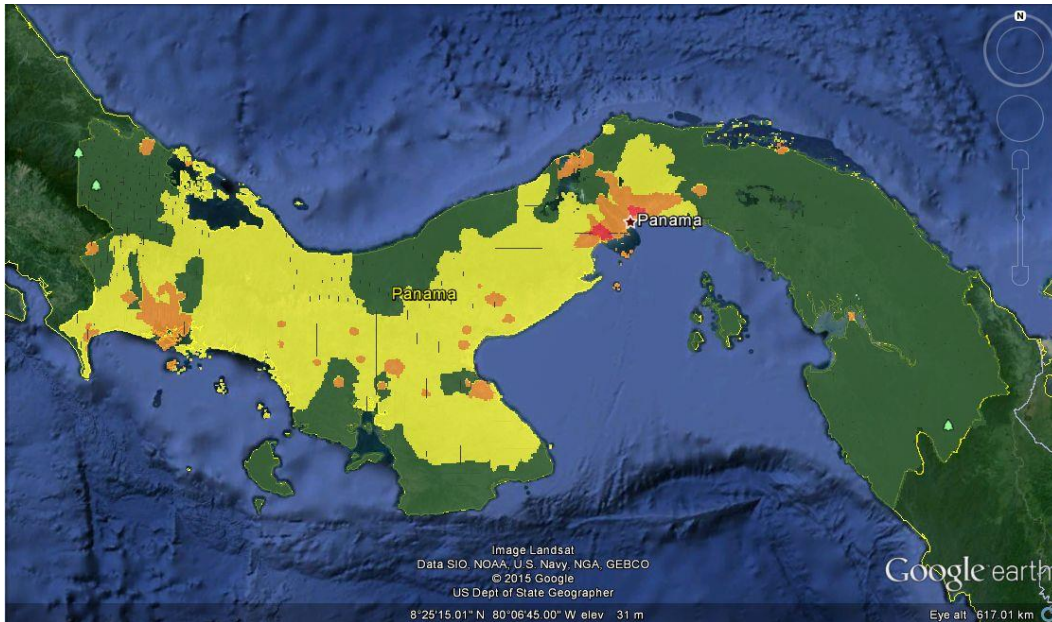 N
Panama
Panama
Image Landsat
Data SIO, NOAA, U.S. Navy, NGA, GEBCO
© 2015 Google
US Dept of State Geographer
Google earth
8°25'15.01" N 80°06'45.00" W elev 31 m
Eye alt 617.01 km